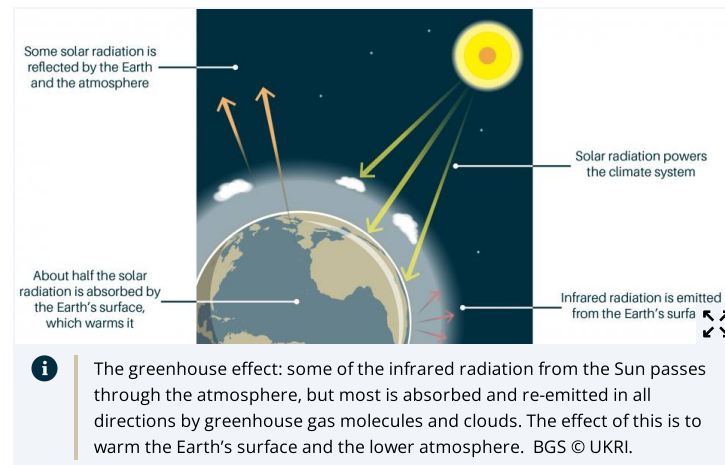 Some solar radiation is
reflected by the Earth
and the atmosphere
Solar radiation powers
the climate system
About half the solar
radiation is absorbed by
the Earth's surface,
which warms it
Infrared radiation is emitted
from the Earth's surfa
i
The greenhouse effect: some of the infrared radiation from the Sun passes
through the atmosphere, but most is absorbed and re-emitted in all
directions by greenhouse gas molecules and clouds. The effect of this is to
warm the Earth's surface and the lower atmosphere. BGS © UKRI.